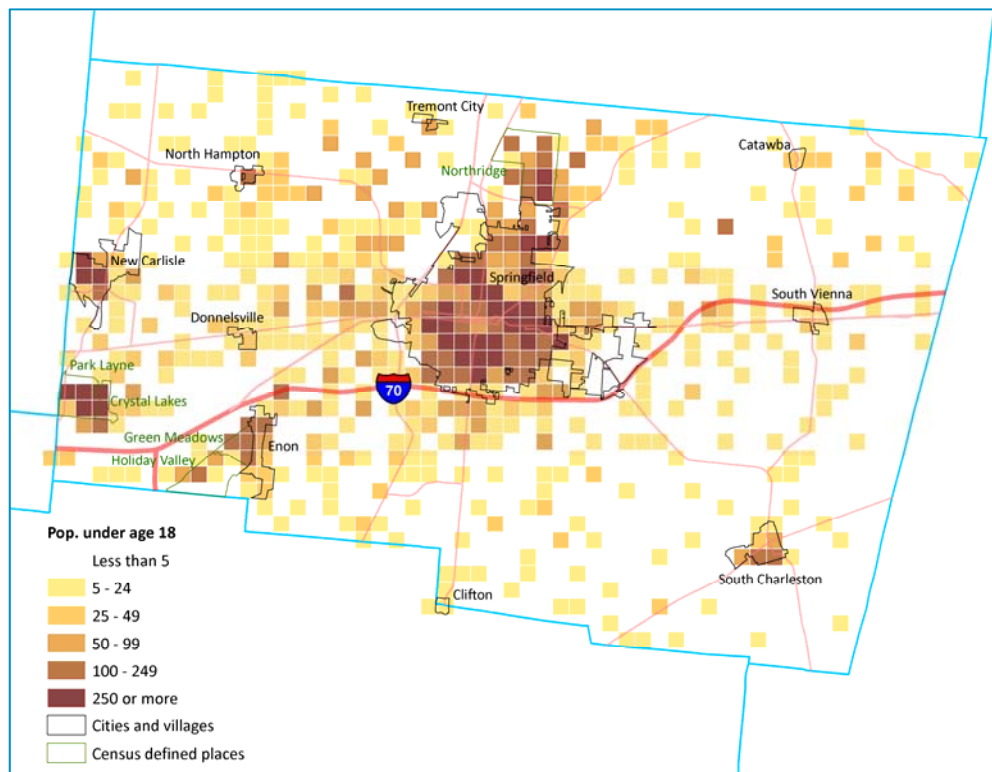 Tremont City
Catawba
North Hampton
Northridge
New Carlisle
Springfield
South Vienna
Donnelsville
Park Layne
70
Crystal Lakes
Green Meadows
Enon
Holiday Valley
Pop. under age 18
Less than 5
5 - 24
25 - 49
50 - 99
100 - 249
250 or more
Cities and villages
Census defined places
South Charleston
Clifton